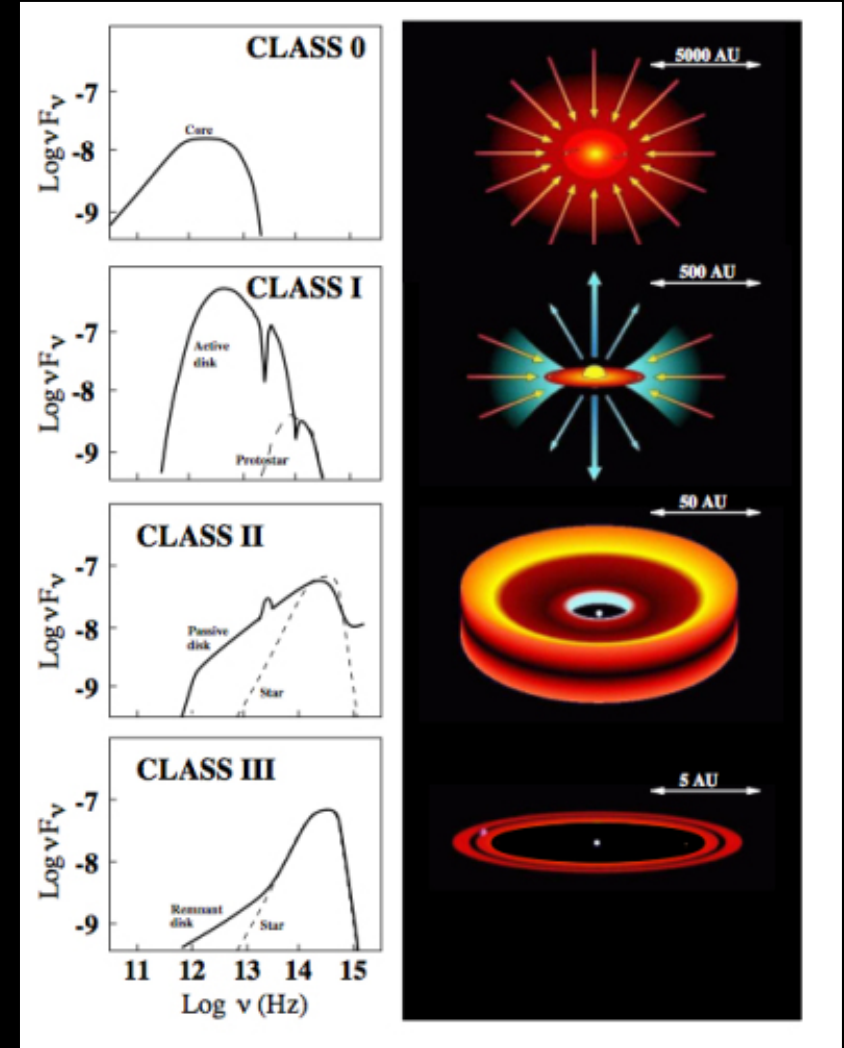 CLASS 0
Log νFν
-7
-8
-9
Core
5000 AU
CLASS I
Log νFν
-7
-8
-9
Active
disk
Protostar
500 AU
CLASS II
Log νFν
-7
-8
-9
Passive
disk
Star
50 AU
CLASS III
Log νFν
-7
-8
-9
Remnant
disk
Star
5 AU
11 12 13 14 15
Log ν (Hz)